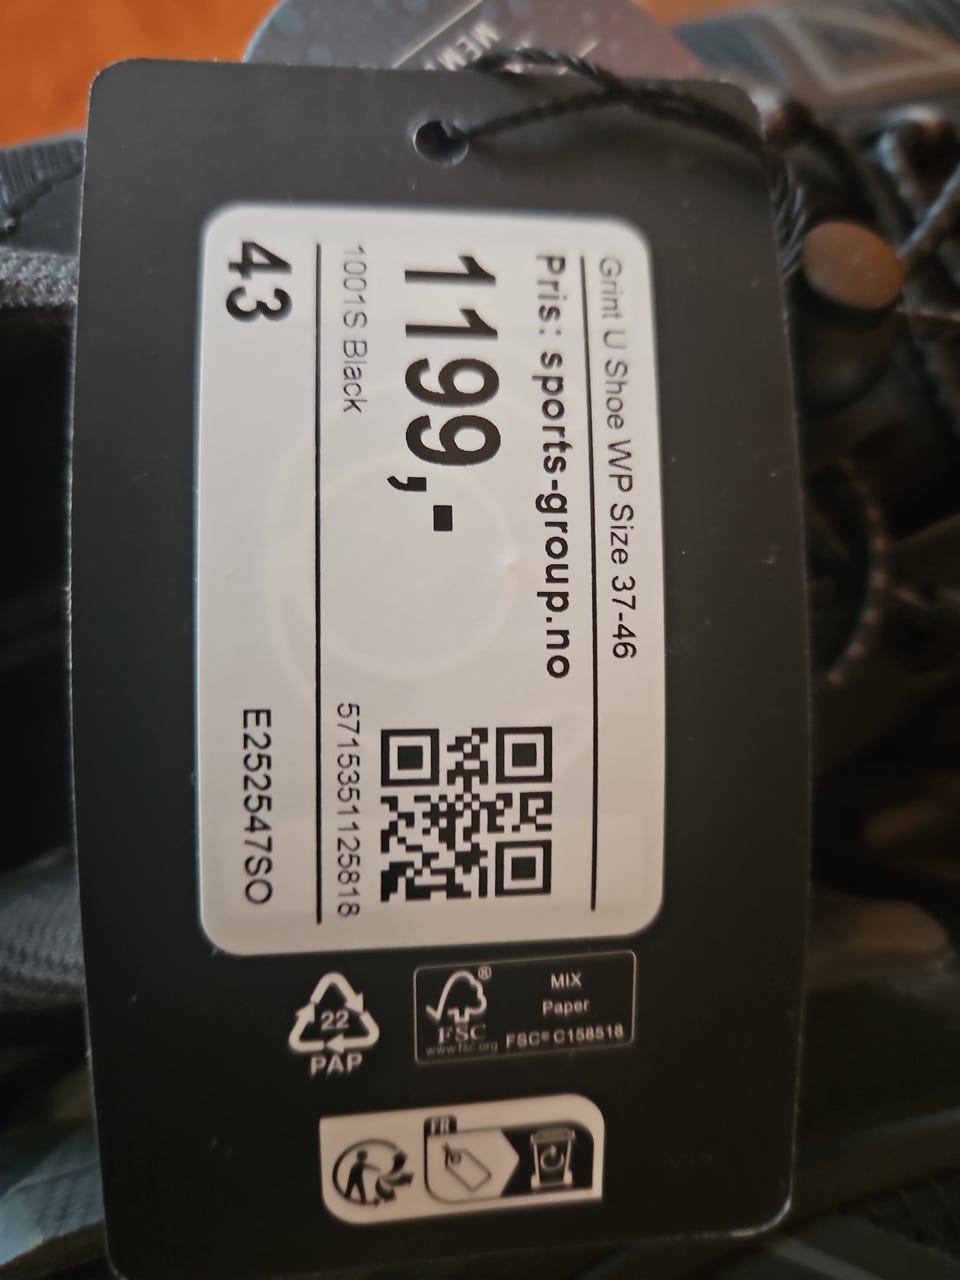 MEM
Grint U Shoe WP Size 37-46
Pris: sports-group.no
1199,-
1001S Black
5715351125818
43
E252547SO
22
PAP
FSC®
www.fsc.org
MIX
Paper
FSC® C158518
FR